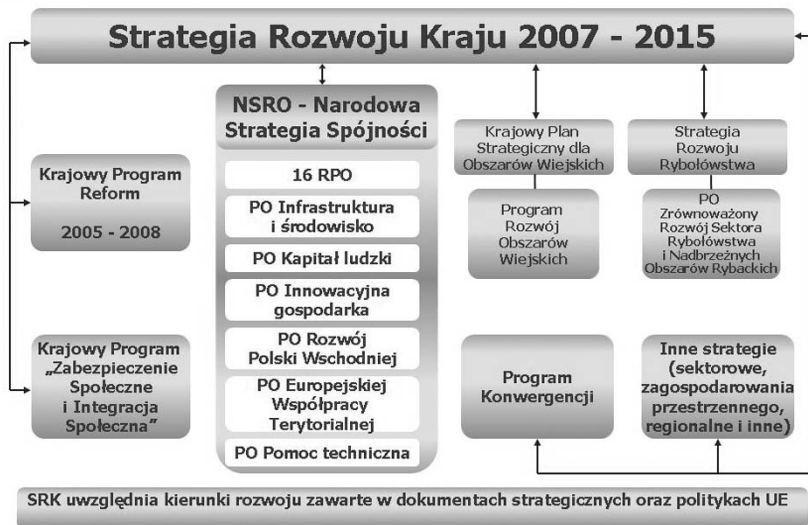 Strategia Rozwoju Kraju 2007 - 2015
Krajowy Program
Reform
2005 - 2008
Krajowy Program
„Zabezpieczenie
Społeczne
i Integracja
Społeczna”
NSRO - Narodowa
Strategia Spójności
16 RPO
PO Infrastruktura
i środowisko
PO Kapitał ludzki
PO Innowacyjna
gospodarka
PO Rozwój
Polski Wschodniej
PO Europejskiej
Współpracy
Terytorialnej
PO Pomoc techniczna
Krajowy Plan
Strategiczny dla
Obszarów Wiejskich
Program
Rozwój
Obszarów
Wiejskich
Strategia
Rozwoju
Rybołówstwa
PO
Zrównoważony
Rozwój Sektora
Rybołówstwa
i Nadbrzeżnych
Obszarów Rybackich
Program
Konwergencji
Inne strategie
(sektorowe,
zagospodarowania
przestrzennego,
regionalne i inne)
SRK uwzględnia kierunki rozwoju zawarte w dokumentach strategicznych oraz politykach UE